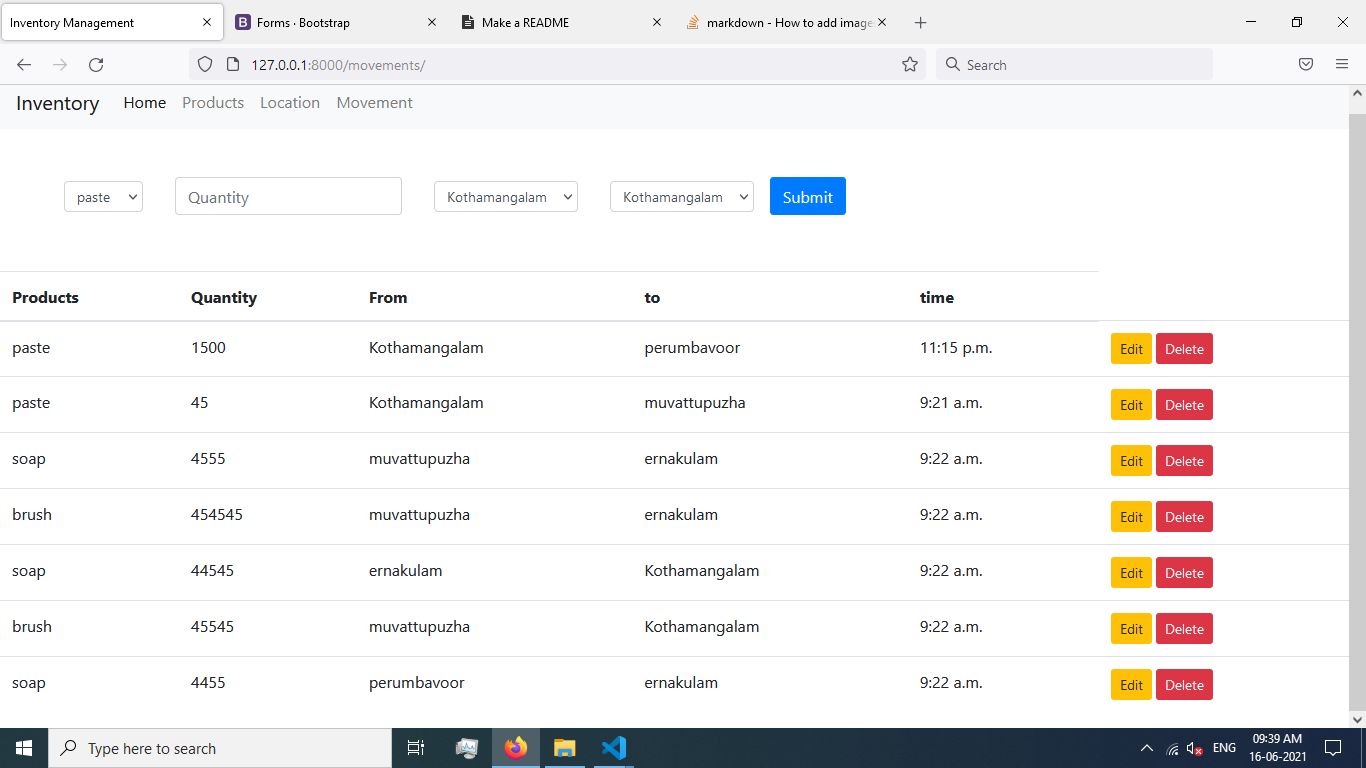 Inventory Management
Forms · Bootstrap
Make a README
markdown - How to add image
127.0.0.1:8000/movements/
Search
Inventory Home Products Location Movement
paste Quantity Kothamangalam Kothamangalam Submit
Products Quantity From to time
paste 1500 Kothamangalam perumbavoor 11:15 p.m. Edit Delete
paste 45 Kothamangalam muvattupuzha 9:21 a.m. Edit Delete
soap 4555 muvattupuzha ernakulam 9:22 a.m. Edit Delete
brush 454545 muvattupuzha ernakulam 9:22 a.m. Edit Delete
soap 44545 ernakulam Kothamangalam 9:22 a.m. Edit Delete
brush 45545 muvattupuzha Kothamangalam 9:22 a.m. Edit Delete
soap 4455 perumbavoor ernakulam 9:22 a.m. Edit Delete
Type here to search
ENG
09:39 AM
16-06-2021